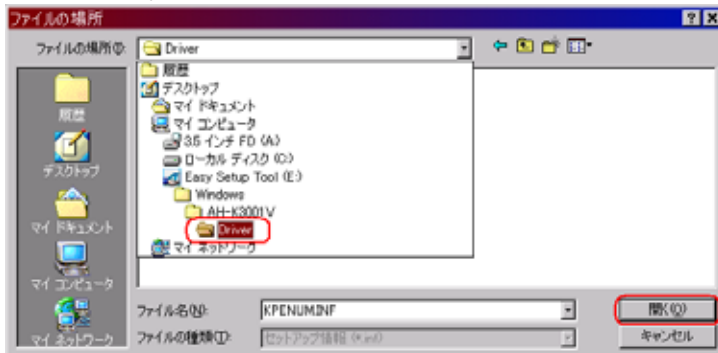 ファイルの場所
ファイルの場所(I): Driver
履歴
デスクトップ
マイ ドキュメント
マイ コンピュータ
3.5 インチ FD (A:)
ローカル ディスク (C:)
Easy Setup Tool (E:)
Windows
AH-K3001V
Driver
マイ ネットワーク
履歴
デスクトップ
マイ ドキュメント
マイ コンピュータ
マイ ネットワーク
ファイル名(N): KPENUM.INF 開く(O)
ファイルの種類(T): セットアップ情報 (*.inf) キャンセル